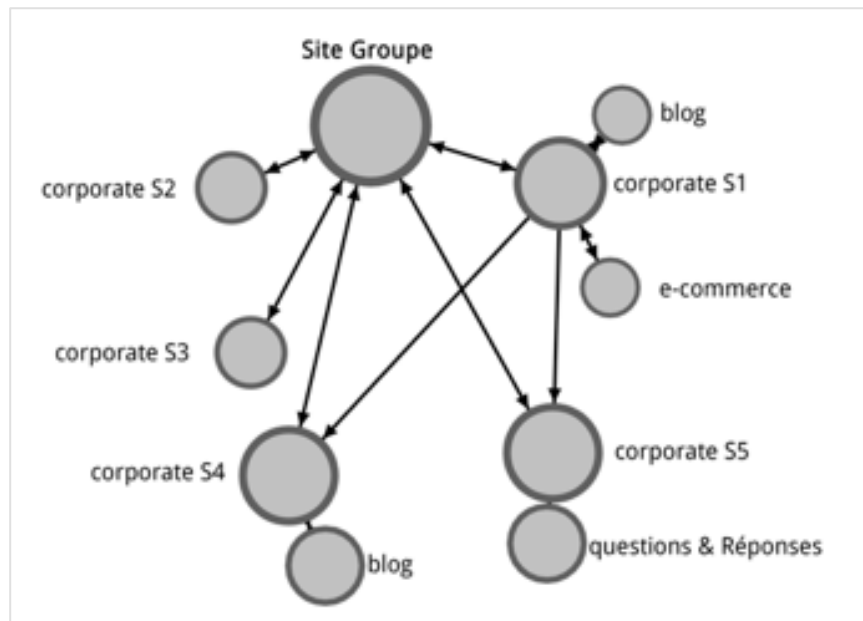 Site Groupe
blog
corporate S2
corporate S1
e-commerce
corporate S3
corporate S4
corporate S5
blog
questions & Réponses